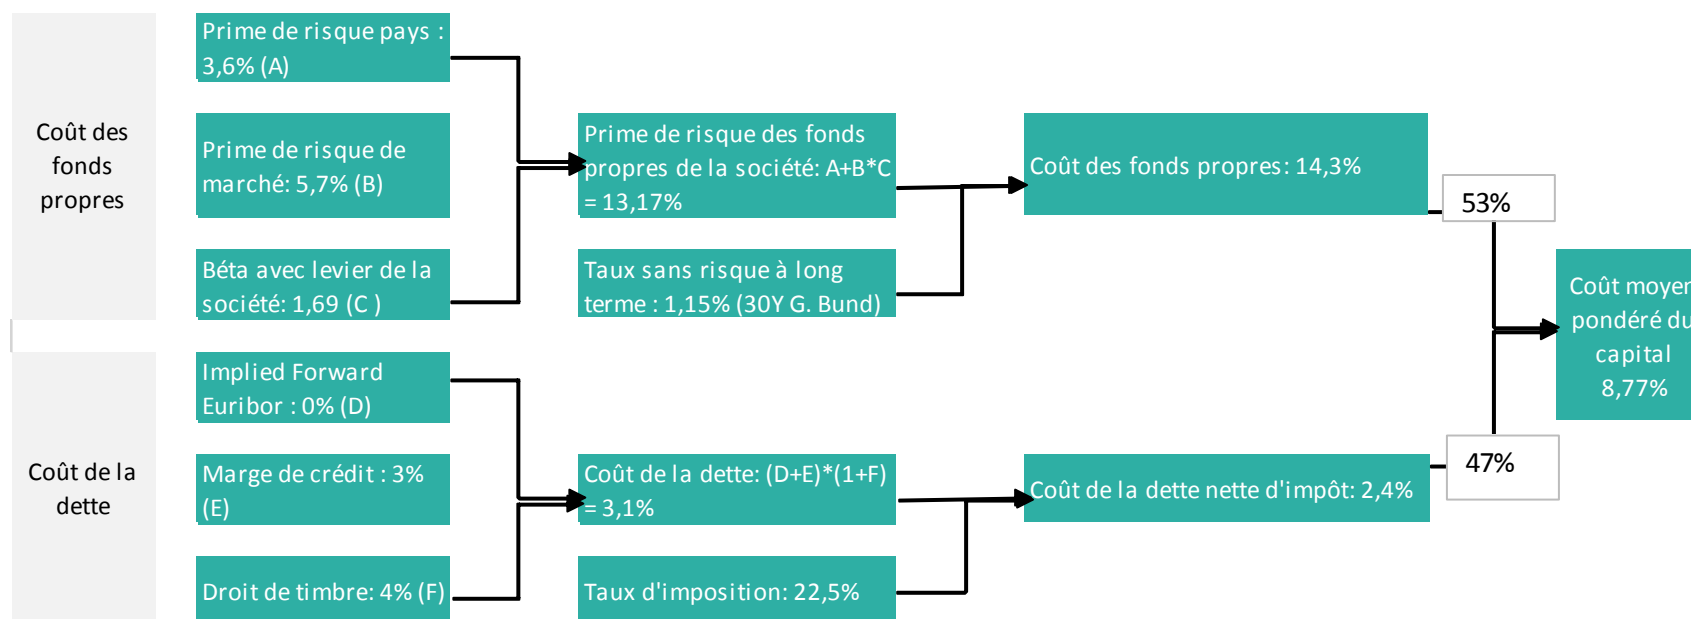 Coût des
fonds
propres
Prime de risque pays :
3,6% (A)
Prime de risque de
marché: 5,7% (B)
Béta avec levier de la
société: 1,69 (C )
Prime de risque des fonds
propres de la société: A+B*C
= 13,17%
Taux sans risque à long
terme : 1,15% (30Y G. Bund)
Coût des fonds propres: 14,3%
53%
Coût moyen
pondéré du
capital
8,77%
Coût de la
dette
Implied Forward
Euribor : 0% (D)
Marge de crédit : 3%
(E)
Droit de timbre: 4% (F)
Coût de la dette: (D+E)*(1+F)
= 3,1%
Taux d'imposition: 22,5%
Coût de la dette nette d'impôt: 2,4%
47%